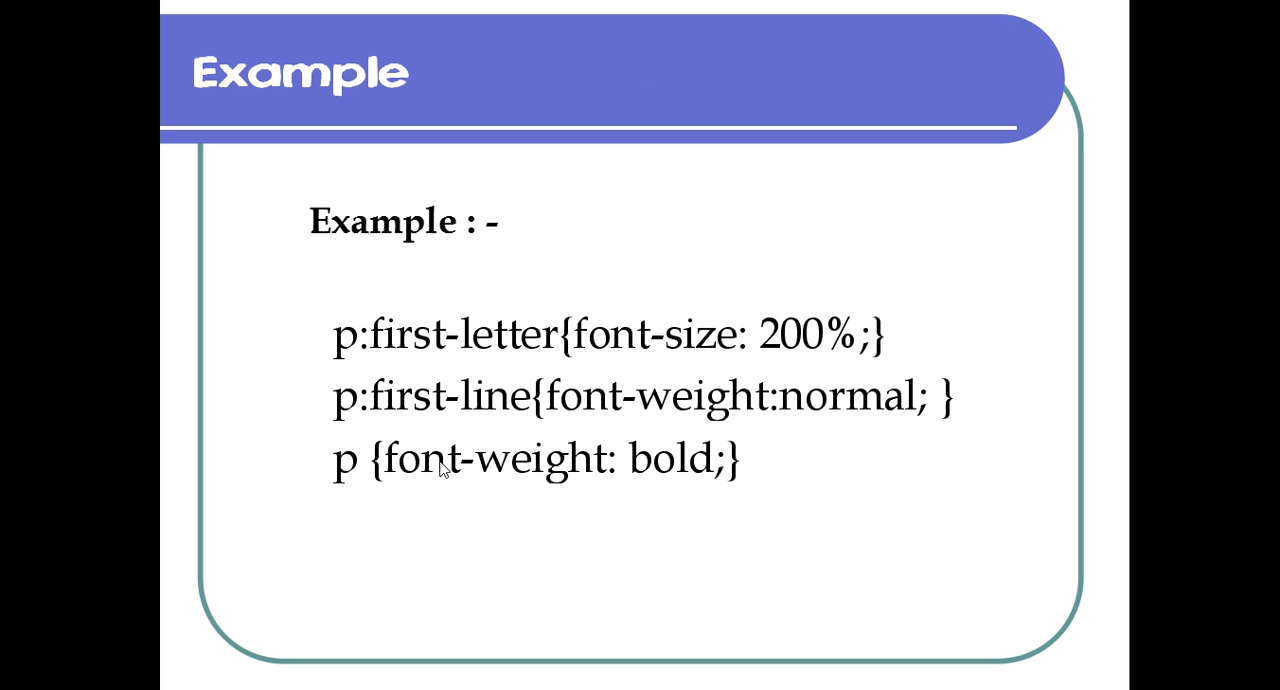 Example
Example : -
p:first-letter{font-size: 200%;}
p:first-line{font-weight:normal; }
p {font-weight: bold;}